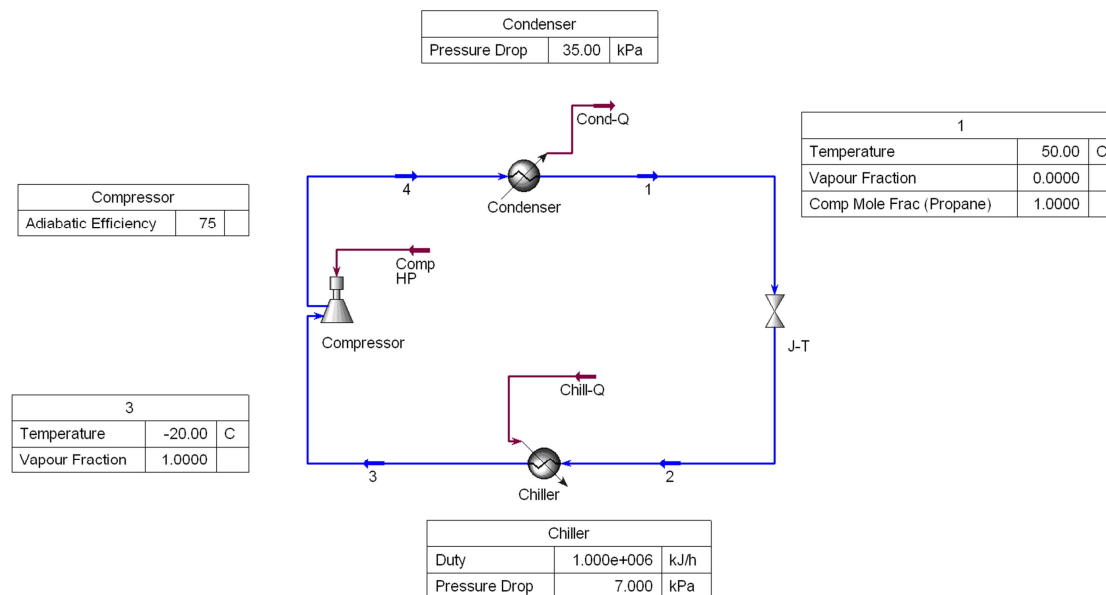 Condenser
Pressure Drop 35.00 kPa
Cond-Q
1
Temperature 50.00 C
Vapour Fraction 0.0000
Comp Mole Frac (Propane) 1.0000
4
1
Condenser
Compressor
Adiabatic Efficiency 75
Comp
HP
Compressor
J-T
Chill-Q
3
Temperature -20.00 C
Vapour Fraction 1.0000
3
2
Chiller
Chiller
Duty 1.000e+006 kJ/h
Pressure Drop 7.000 kPa